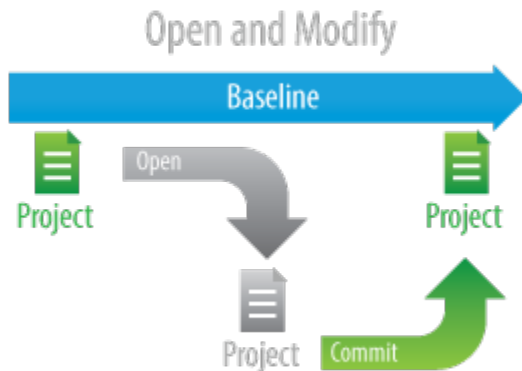 Open and Modify
Baseline
Open
Project
Project
Project
Commit